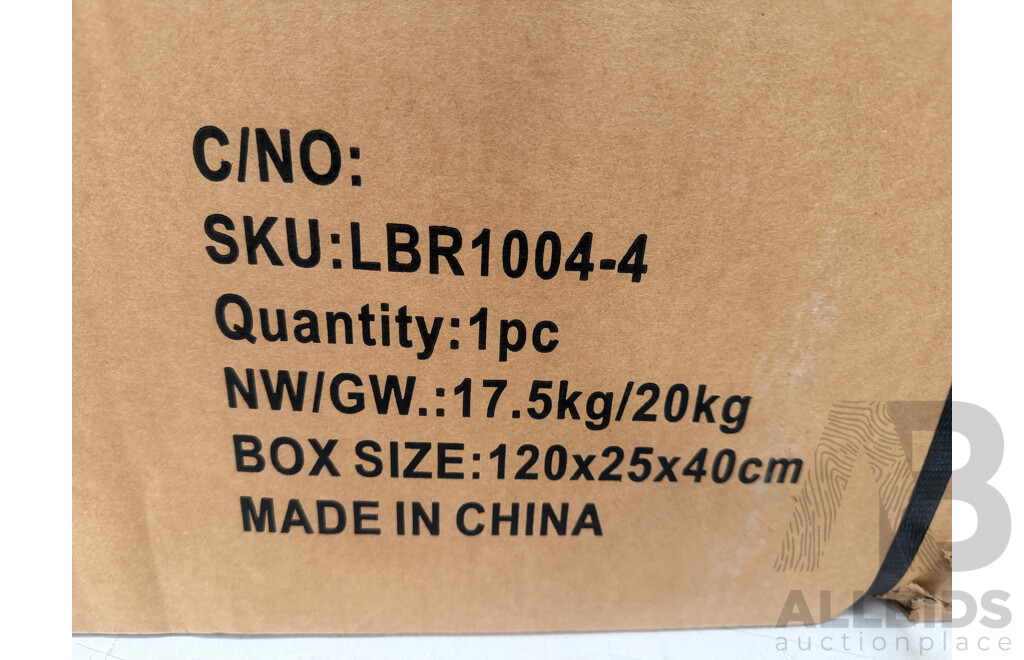 C/NO:
SKU:LBR1004-4
Quantity:1pc
NW/GW.:17.5kg/20kg
BOX SIZE:120x25x40cm
MADE IN CHINA
AB
ALLBIDS
auctionplace